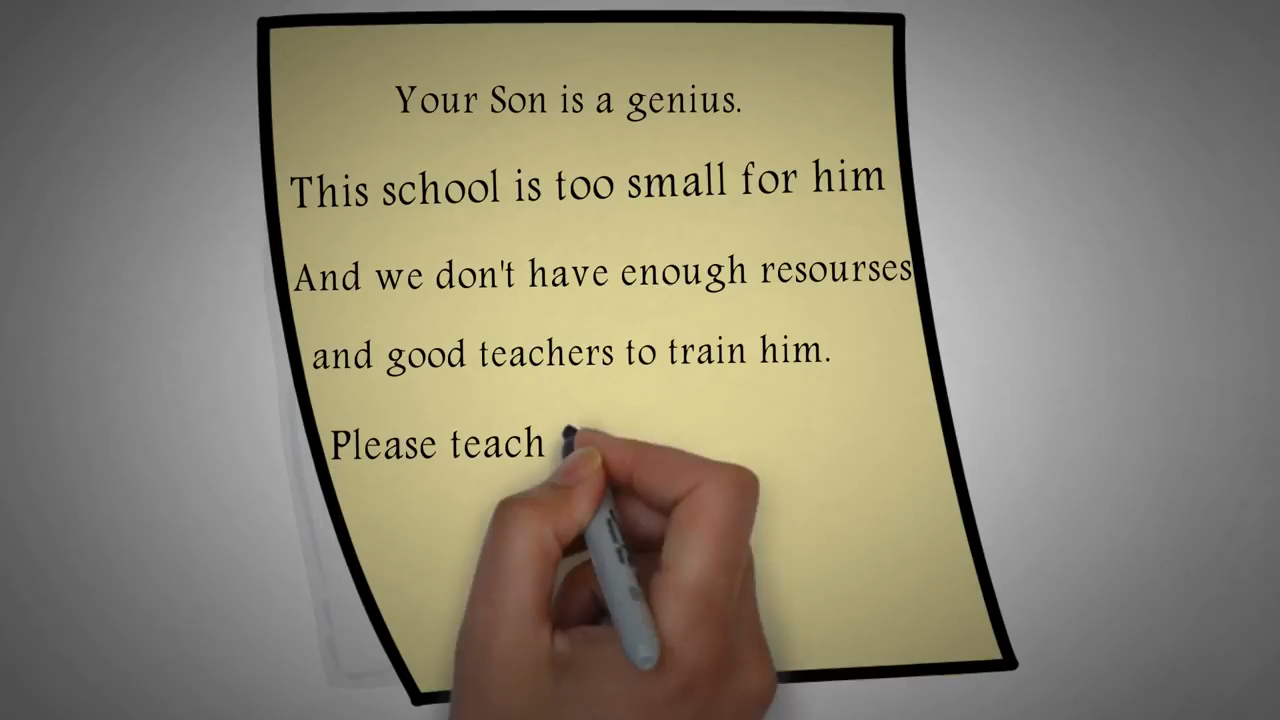 Your Son is a genius.
This school is too small for him
And we don't have enough resourses
and good teachers to train him.
Please teach